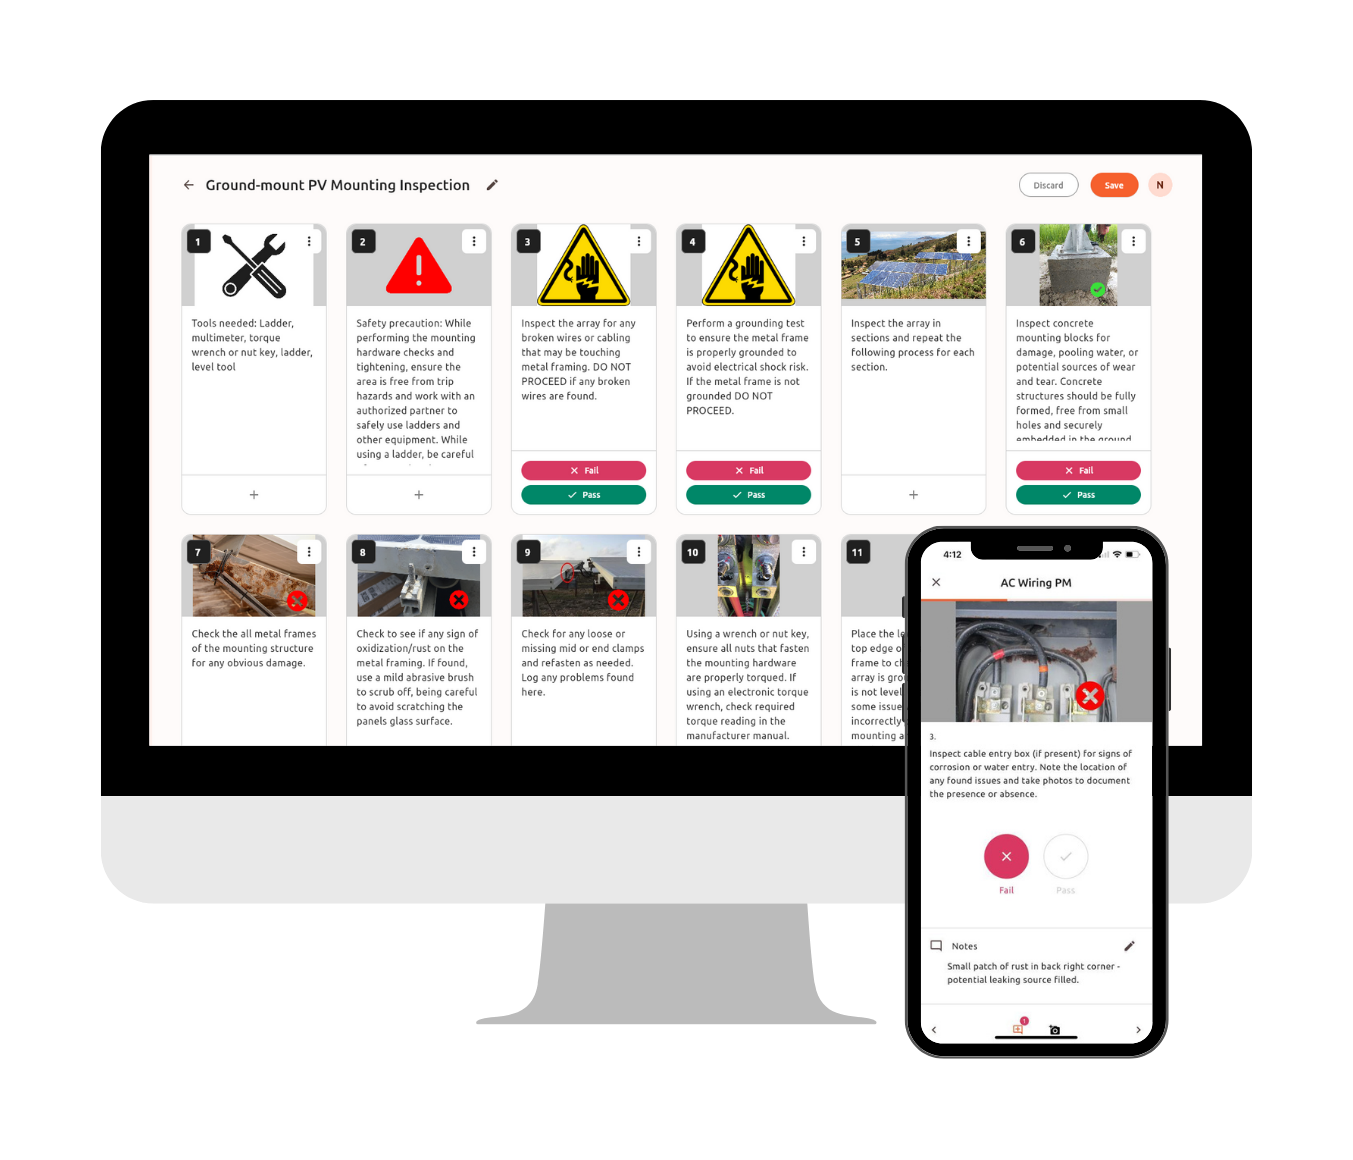 Ground-mount PV Mounting Inspection
Discard
Save
N
1
Tools needed: Ladder,
multimeter, torque
wrench or nut key, ladder,
level tool
2
Safety precaution: While
performing the mounting
hardware checks and
tightening, ensure the
area is free from trip
hazards and work with an
authorized partner to
safely use ladders and
other equipment. While
using a ladder, be careful
3
Inspect the array for any
broken wires or cabling
that may be touching
metal framing. DO NOT
PROCEED if any broken
wires are found.
Fail
Pass
4
Perform a grounding test
to ensure the metal frame
is properly grounded to
avoid electrical shock risk.
If the metal frame is not
grounded DO NOT
PROCEED.
Fail
Pass
5
Inspect the array in
sections and repeat the
following process for each
section.
6
Inspect concrete
mounting blocks for
damage, pooling water, or
potential sources of wear
and tear. Concrete
structures should be fully
formed, free from small
holes and securely
embedded in the ground
Fail
Pass
7
Check the all metal frames
of the mounting structure
for any obvious damage.
8
Check to see if any sign of
oxidization/rust on the
metal framing. If found,
use a mild abrasive brush
to scrub off, being careful
to avoid scratching the
panels glass surface.
9
Check for any loose or
missing mid or end clamps
and refasten as needed.
Log any problems found
here.
10
Using a wrench or nut key,
ensure all nuts that fasten
the mounting hardware
are properly torqued. If
using an electronic torque
wrench, check required
torque reading in the
manufacturer manual.
11
Place the
top edge
frame to
array is
is not level
some issue
incorrectly
mounting
4:12
AC Wiring PM
3.
Inspect cable entry box (if present) for signs of
corrosion or water entry. Note the location of
any found issues and take photos to document
the presence or absence.
Fail
Pass
Notes
Small patch of rust in back right corner -
potential leaking source filled.
1